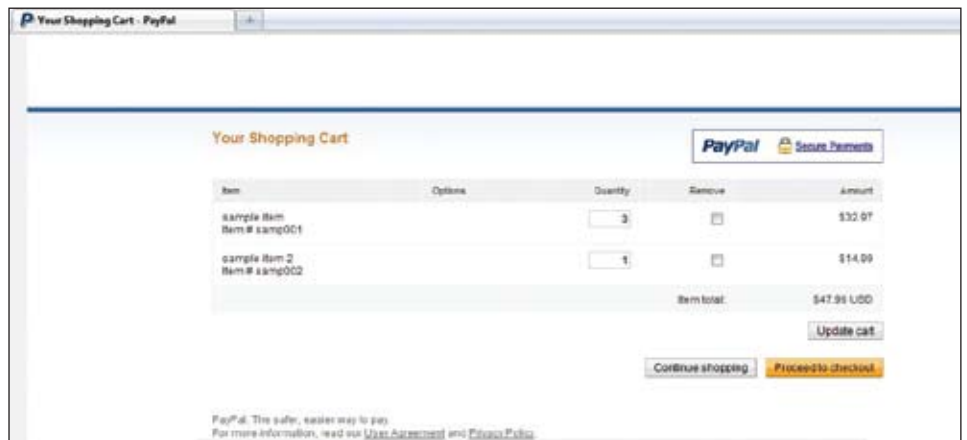 Your Shopping Cart - PayPal
Your Shopping Cart
PayPal Secure Payments
Item Options Quantity Remove Amount
sample item 3 $32.97
Item # samp001
sample item 2 1 $14.99
Item # samp002
Item total: $47.96 USD
Update cart
Continue shopping Proceed to checkout
PayPal. The safer, easier way to pay.
For more information, read our User Agreement and Privacy Policy.